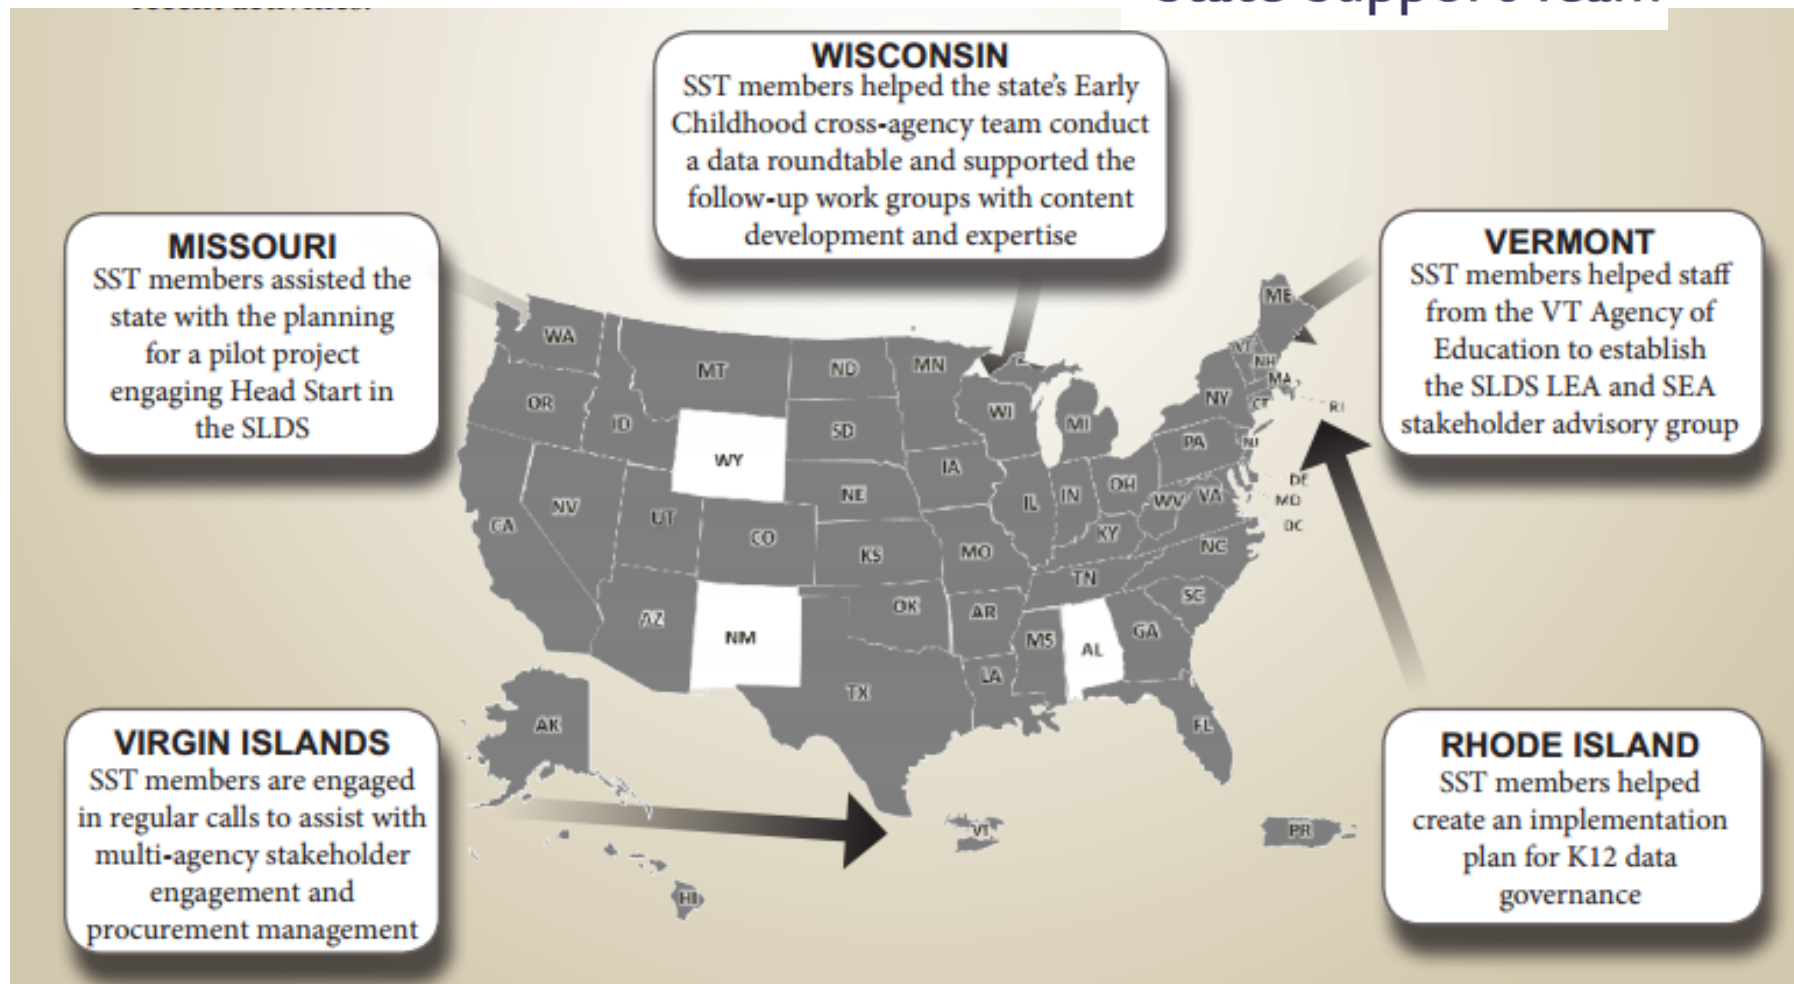 recent activities.
State Support Team
WISCONSIN
SST members helped the state's Early
Childhood cross-agency team conduct
a data roundtable and supported the
follow-up work groups with content
development and expertise
MISSOURI
SST members assisted the
state with the planning
for a pilot project
engaging Head Start in
the SLDS
VERMONT
SST members helped staff
from the VT Agency of
Education to establish
the SLDS LEA and SEA
stakeholder advisory group
WA
MT
ND
MN
ME
VT
NH
MA
OR
ID
WY
SD
WI
MI
NY
CT
RI
PA
NJ
CA
NV
UT
CO
NE
IA
IL
IN
OH
WV
VA
DE
MD
DC
KS
MO
KY
NC
AZ
NM
OK
AR
TN
SC
MS
AL
GA
TX
LA
FL
AK
HI
VI
PR
VIRGIN ISLANDS
SST members are engaged
in regular calls to assist with
multi-agency stakeholder
engagement and
procurement management
RHODE ISLAND
SST members helped
create an implementation
plan for K12 data
governance